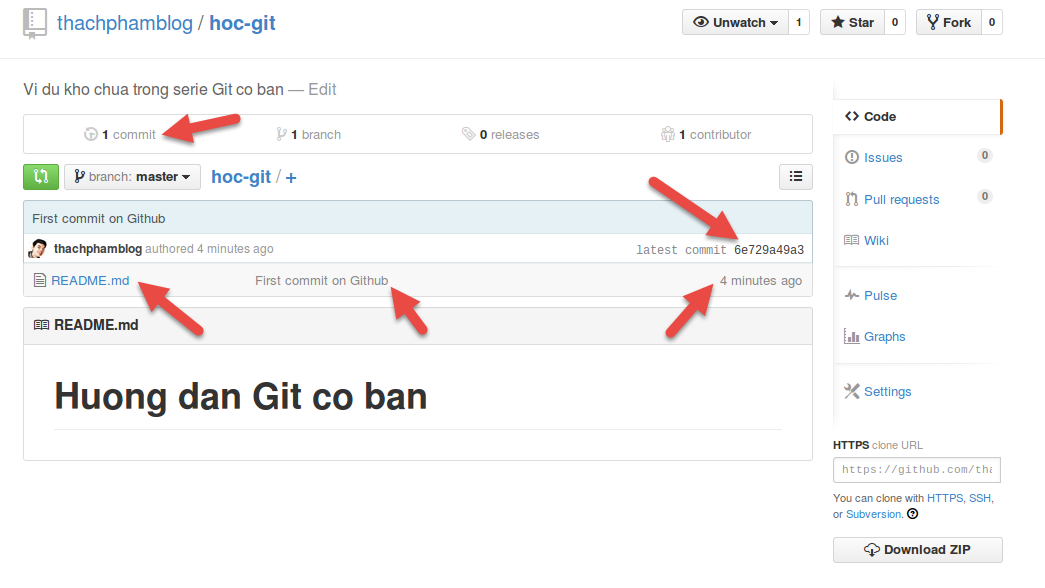 thachphamblog / hoc-git
Unwatch 1 Star 0 Fork 0
Vi du kho chua trong serie Git co ban — Edit
1 commit 1 branch 0 releases 1 contributor
branch: master hoc-git / +
First commit on Github
thachphamblog authored 4 minutes ago latest commit 6e729a49a3
README.md First commit on Github 4 minutes ago
README.md
Huong dan Git co ban
Code
Issues 0
Pull requests 0
Wiki
Pulse
Graphs
Settings
HTTPS clone URL
https://github.com/tha
You can clone with HTTPS, SSH,
or Subversion.
Download ZIP